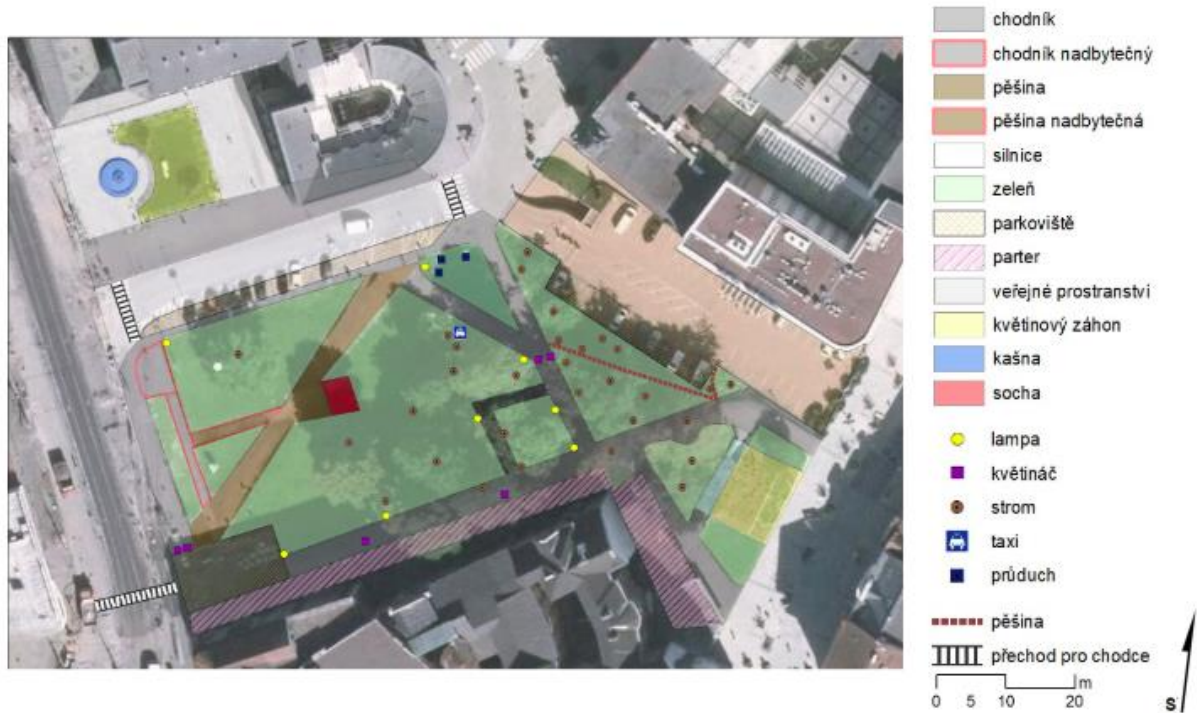 chodník
chodník nadbytečný
pěšina
pěšina nadbytečná
silnice
zeleň
parkoviště
parter
veřejné prostranství
květinový záhon
kašna
socha
lampa
květináč
strom
taxi
průduch
pěšina
přechod pro chodce
m
0 5 10 20
S